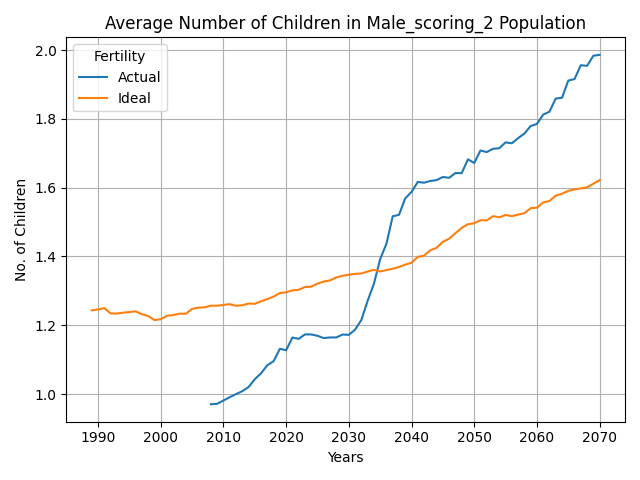 Average Number of Children in Male_scoring_2 Population
Fertility
Actual
Ideal
No. of Children
2.0
1.8
1.6
1.4
1.2
1.0
1990 2000 2010 2020 2030 2040 2050 2060 2070
Years